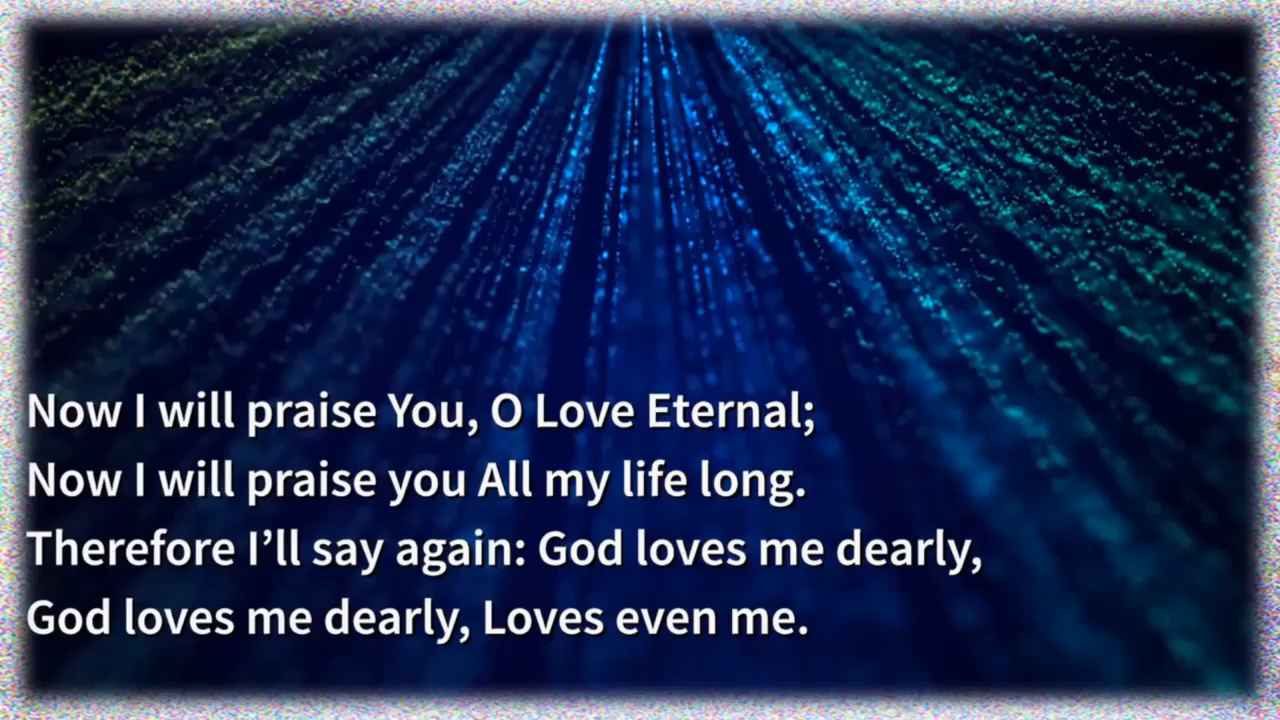 Now I will praise You, O Love Eternal;
Now I will praise you All my life long.
Therefore I’ll say again: God loves me dearly,
God loves me dearly, Loves even me.